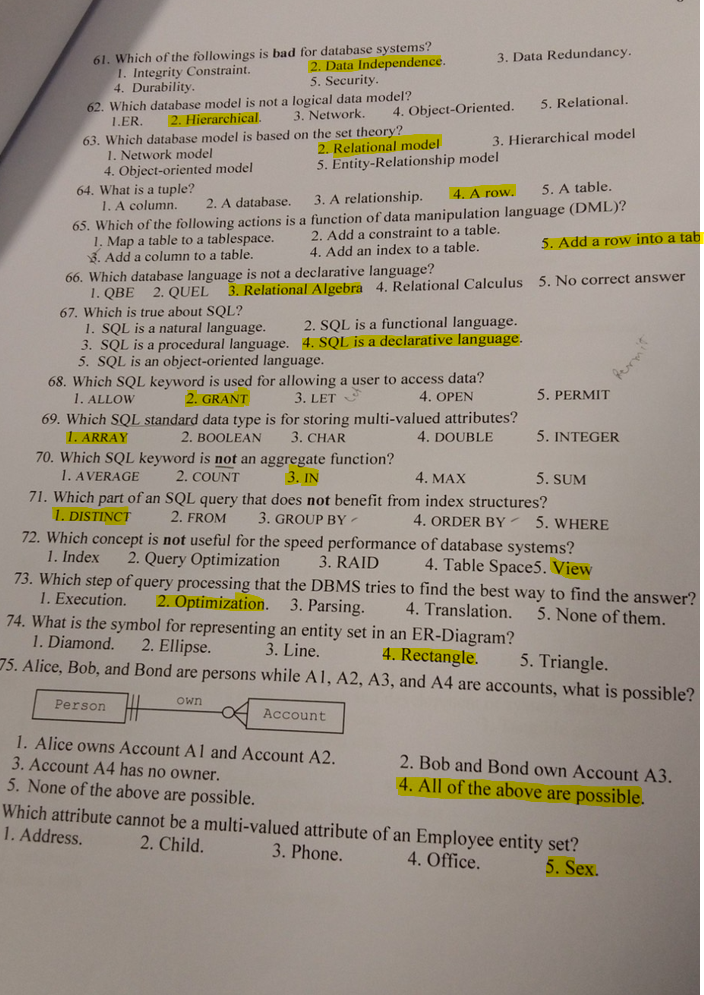 61. Which of the followings is bad for database systems?
1. Integrity Constraint. 2. Data Independence. 3. Data Redundancy.
4. Durability. 5. Security.
62. Which database model is not a logical data model?
1.ER. 2. Hierarchical. 3. Network. 4. Object-Oriented. 5. Relational.
63. Which database model is based on the set theory?
1. Network model 2. Relational model 3. Hierarchical model
4. Object-oriented model 5. Entity-Relationship model
64. What is a tuple?
1. A column. 2. A database. 3. A relationship. 4. A row. 5. A table.
65. Which of the following actions is a function of data manipulation language (DML)?
1. Map a table to a tablespace. 2. Add a constraint to a table.
3. Add a column to a table. 4. Add an index to a table. 5. Add a row into a tab
66. Which database language is not a declarative language?
1. QBE 2. QUEL 3. Relational Algebra 4. Relational Calculus 5. No correct answer
67. Which is true about SQL?
1. SQL is a natural language. 2. SQL is a functional language.
3. SQL is a procedural language. 4. SQL is a declarative language.
5. SQL is an object-oriented language.
Permit
68. Which SQL keyword is used for allowing a user to access data?
1. ALLOW 2. GRANT 3. LET 4. OPEN 5. PERMIT
69. Which SQL standard data type is for storing multi-valued attributes?
1. ARRAY 2. BOOLEAN 3. CHAR 4. DOUBLE 5. INTEGER
70. Which SQL keyword is not an aggregate function?
1. AVERAGE 2. COUNT 3. IN 4. MAX 5. SUM
71. Which part of an SQL query that does not benefit from index structures?
1. DISTINCT 2. FROM 3. GROUP BY 4. ORDER BY 5. WHERE
72. Which concept is not useful for the speed performance of database systems?
1. Index 2. Query Optimization 3. RAID 4. Table Space5. View
73. Which step of query processing that the DBMS tries to find the best way to find the answer?
1. Execution. 2. Optimization. 3. Parsing. 4. Translation. 5. None of them.
74. What is the symbol for representing an entity set in an ER-Diagram?
1. Diamond. 2. Ellipse. 3. Line. 4. Rectangle. 5. Triangle.
75. Alice, Bob, and Bond are persons while A1, A2, A3, and A4 are accounts, what is possible?
Person own Account
1. Alice owns Account A1 and Account A2. 2. Bob and Bond own Account A3.
3. Account A4 has no owner. 4. All of the above are possible.
5. None of the above are possible.
Which attribute cannot be a multi-valued attribute of an Employee entity set?
1. Address. 2. Child. 3. Phone. 4. Office. 5. Sex.